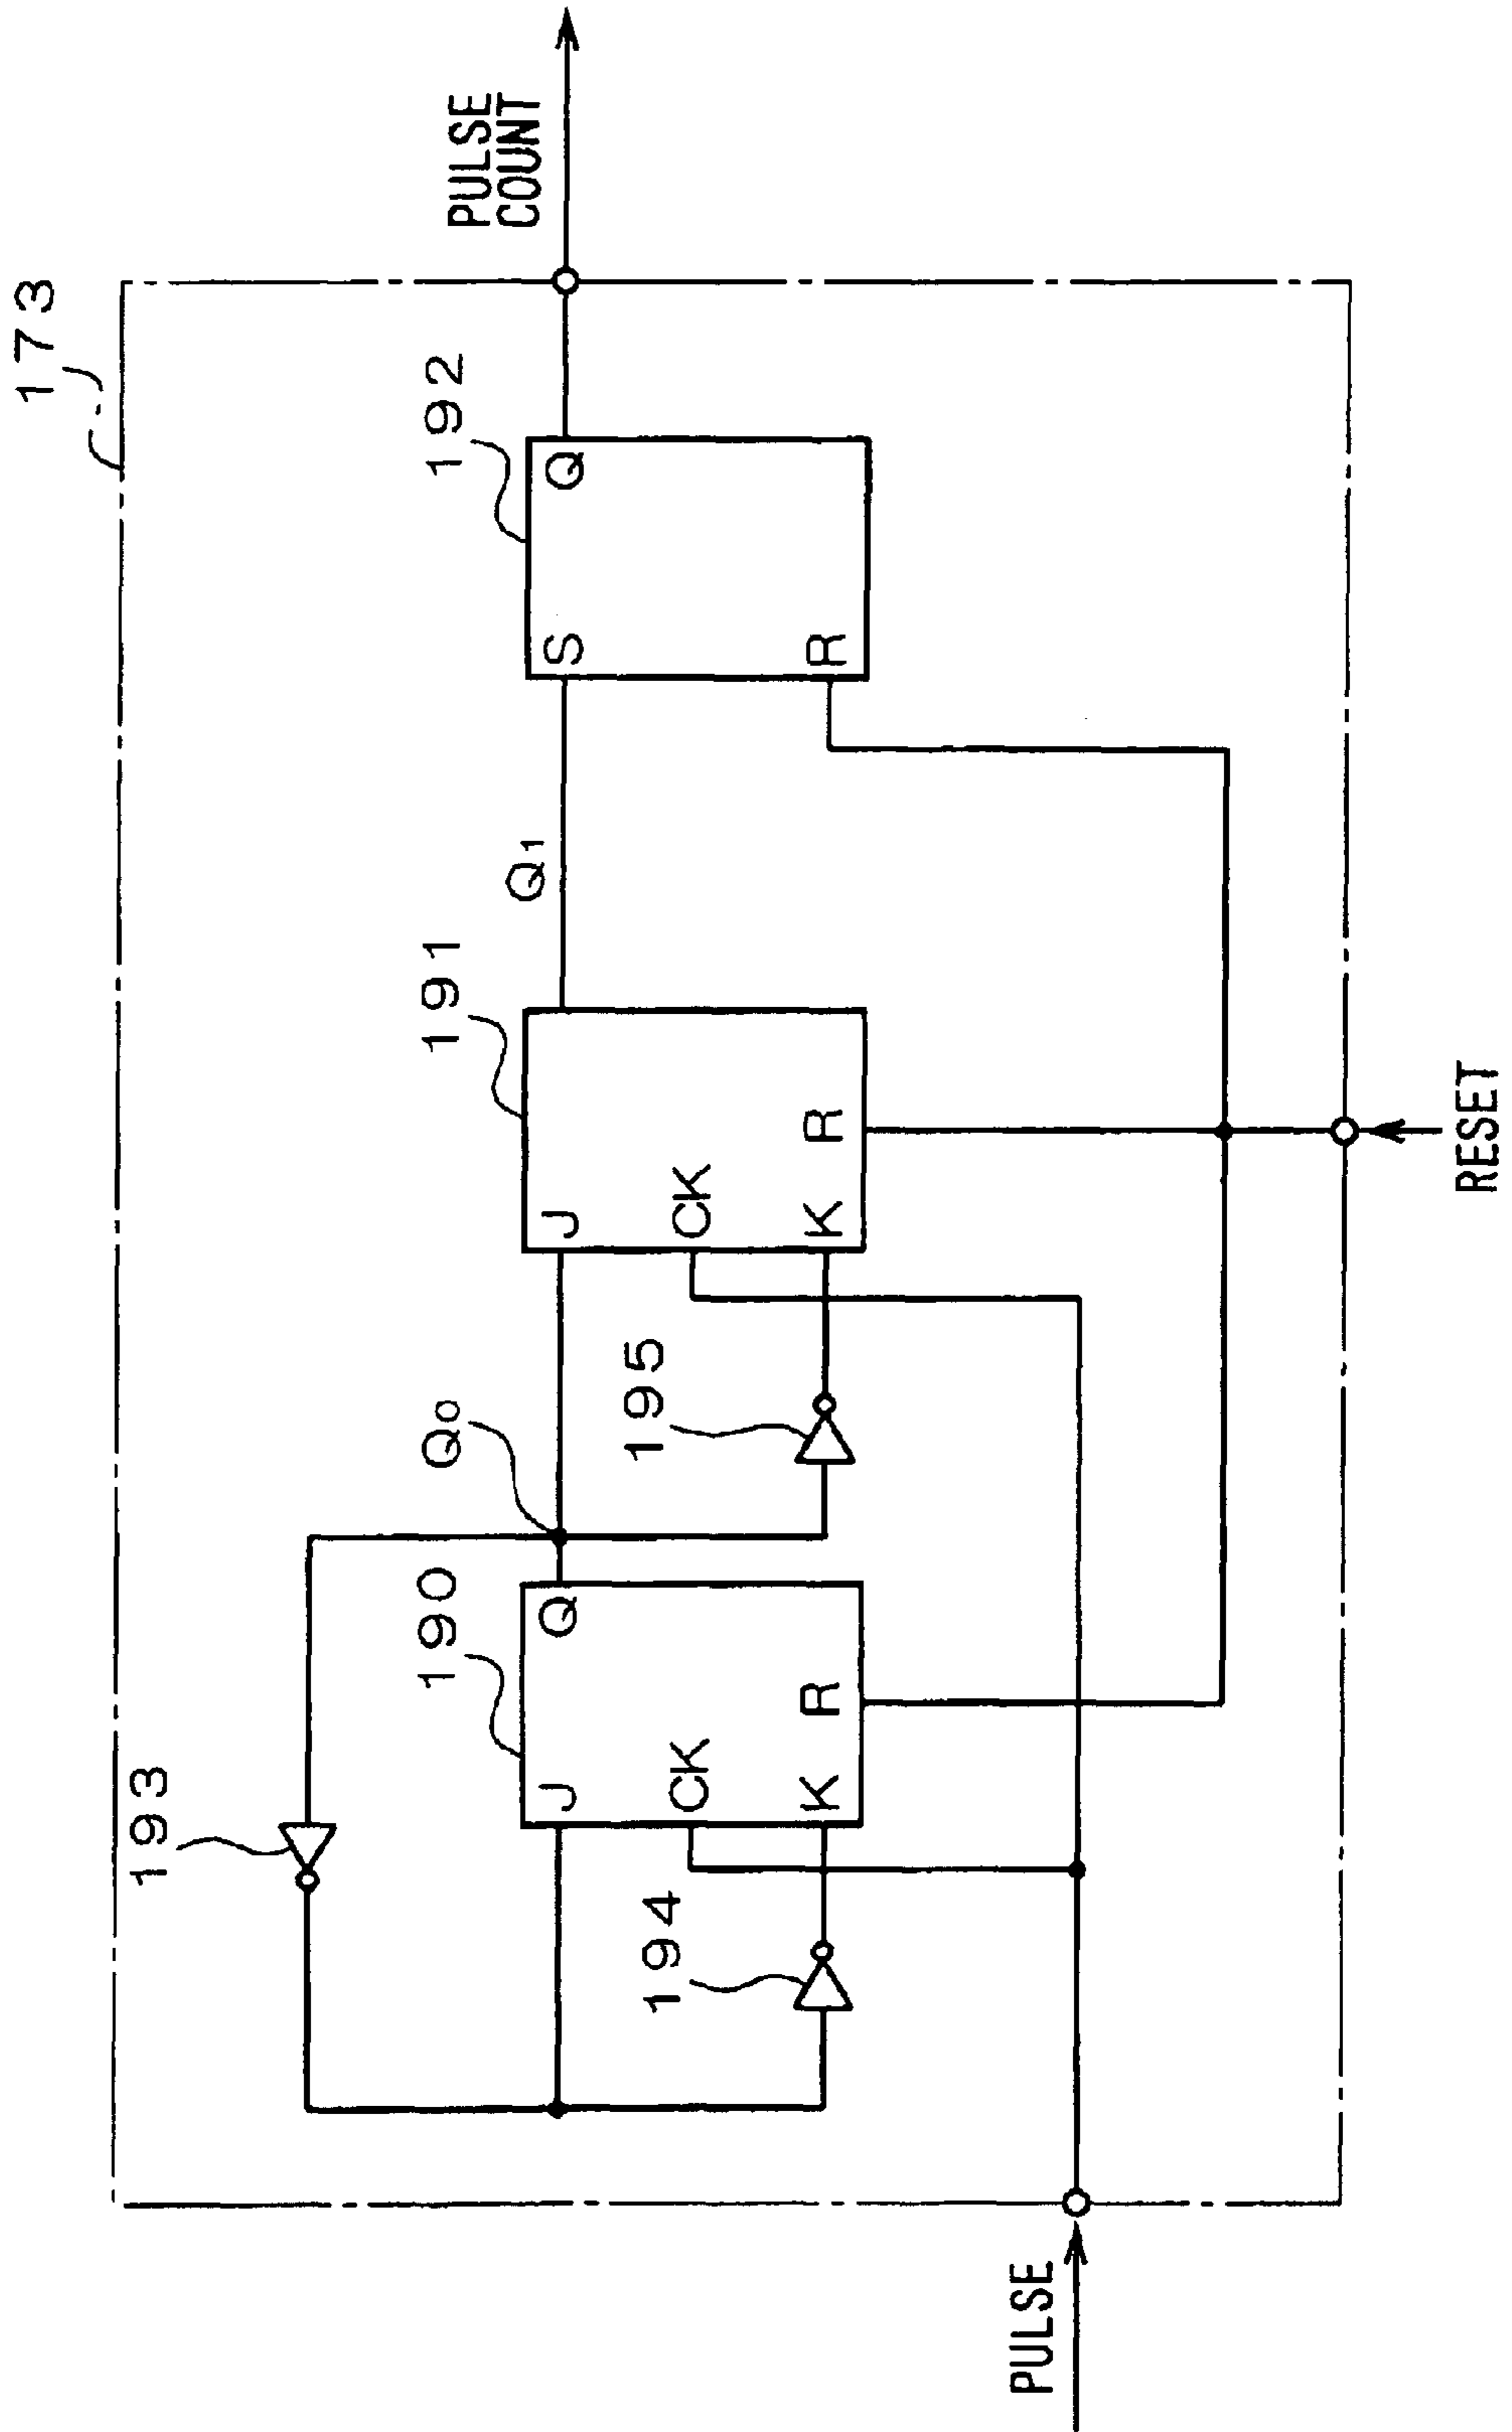 173
PULSE
COUNT
193
190
Q0
191
Q1
192
J
Q
J
S
Q
CK
CK
194
K
R
195
K
R
R
PULSE
RESET